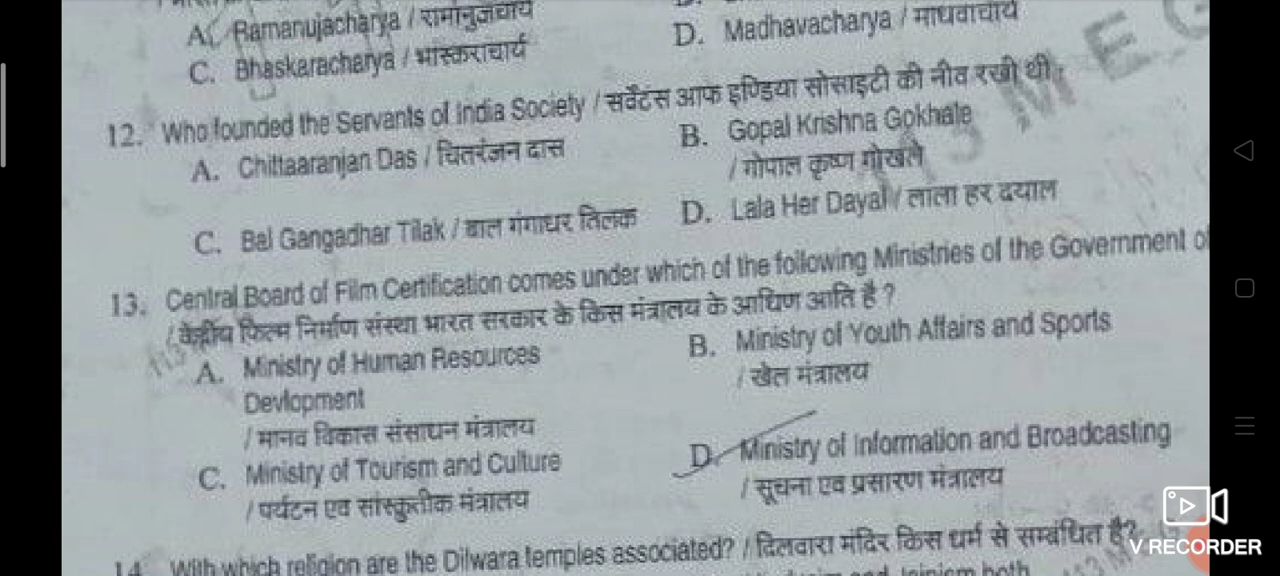 A. Ramanujacharya / रामानुजचार्य
D. Madhavacharya / माधवाचार्य
C. Bhaskaracharya / भास्कराचार्य
12. Who founded the Servants of India Society / सर्वेंटस आफ इण्डिया सोसाइटी की नीव रखी थी
A. Chittaaranjan Das / चितरंजन दास
B. Gopal Krishna Gokhale
/ गोपाल कृष्ण गोखले
C. Bal Gangadhar Tilak / बाल गंगाधर तिलक
D. Lala Her Dayal / लाला हर दयाल
13. Central Board of Film Certification comes under which of the following Ministries of the Government of
/ केंद्रीय फिल्म निर्माण संस्था भारत सरकार के किस मंत्रालय के आधिण आति है ?
A. Ministry of Human Resources
Devlopment
/ मानव विकास संसाधन मंत्रालय
B. Ministry of Youth Affairs and Sports
/ खेल मंत्रालय
C. Ministry of Tourism and Culture
/ पर्यटन एव सांस्कुतीक मंत्रालय
D. Ministry of Information and Broadcasting
/ सूचना एव प्रसारण मंत्रालय
14. With which religion are the Dilwara temples associated? / दिलवारा मंदिर किस धर्म से सम्बंधित है?
and Jainism both
V RECORDER